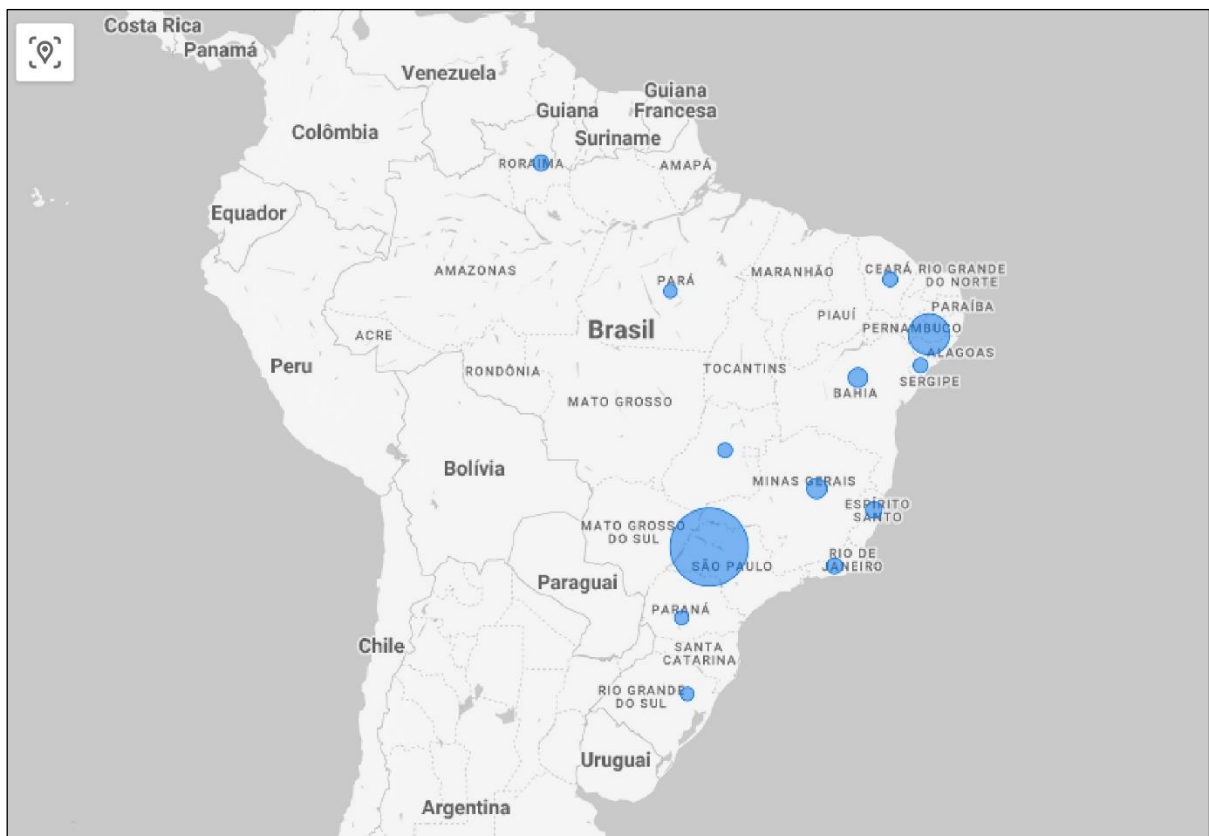 Costa Rica
Panamá
Venezuela
Guiana
Guiana
Francesa
Suriname
Colômbia
RORAIMA
AMAPÁ
Equador
AMAZONAS
PARÁ
MARANHÃO
CEARÁ
RIO GRANDE
DO NORTE
PARAÍBA
PIAUÍ
PERNAMBUCO
Brasil
ACRE
ALAGOAS
Peru
RONDÔNIA
TOCANTINS
SERGIPE
BAHIA
MATO GROSSO
Bolívia
MINAS GERAIS
ESPÍRITO
SANTO
MATO GROSSO
DO SUL
SÃO PAULO
RIO DE
JANEIRO
Paraguai
PARANÁ
Chile
SANTA
CATARINA
RIO GRANDE
DO SUL
Uruguai
Argentina